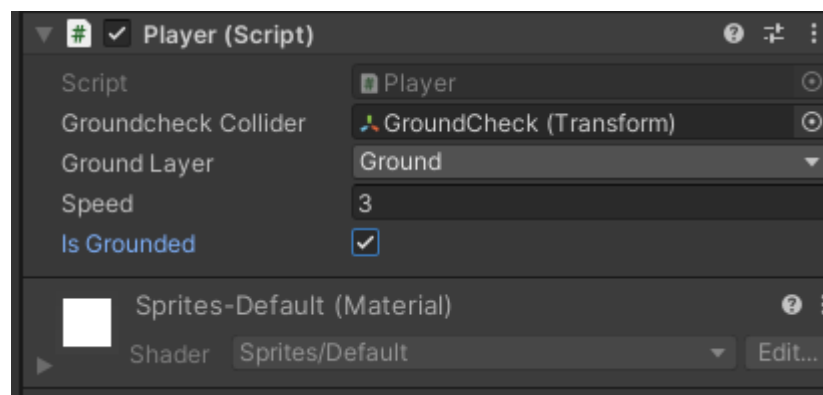 Player (Script)
Script Player
Groundcheck Collider GroundCheck (Transform)
Ground Layer Ground
Speed 3
Is Grounded
Sprites-Default (Material)
Shader Sprites/Default Edit...